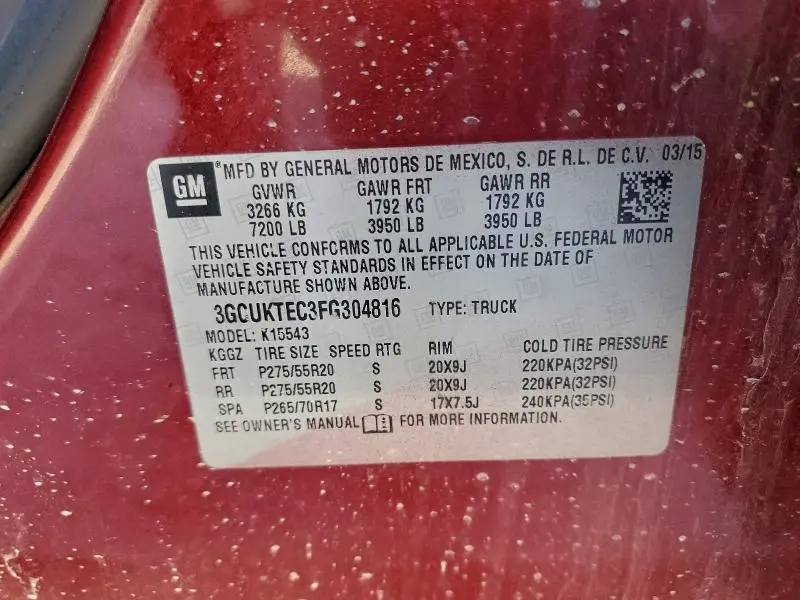 GM ® MFD BY GENERAL MOTORS DE MEXICO, S. DE R.L. DE C.V. 03/15
GVWR GAWR FRT GAWR RR
3266 KG 1792 KG 1792 KG
7200 LB 3950 LB 3950 LB
THIS VEHICLE CONFORMS TO ALL APPLICABLE U.S. FEDERAL MOTOR
VEHICLE SAFETY STANDARDS IN EFFECT ON THE DATE OF
MANUFACTURE SHOWN ABOVE.
3GCUKTEC3FG304816 TYPE: TRUCK
MODEL: K15543
KGGZ TIRE SIZE SPEED RTG RIM COLD TIRE PRESSURE
FRT P275/55R20 S 20X9J 220KPA(32PSI)
RR P275/55R20 S 20X9J 220KPA(32PSI)
SPA P265/70R17 S 17X7.5J 240KPA(35PSI)
SEE OWNER'S MANUAL FOR MORE INFORMATION.